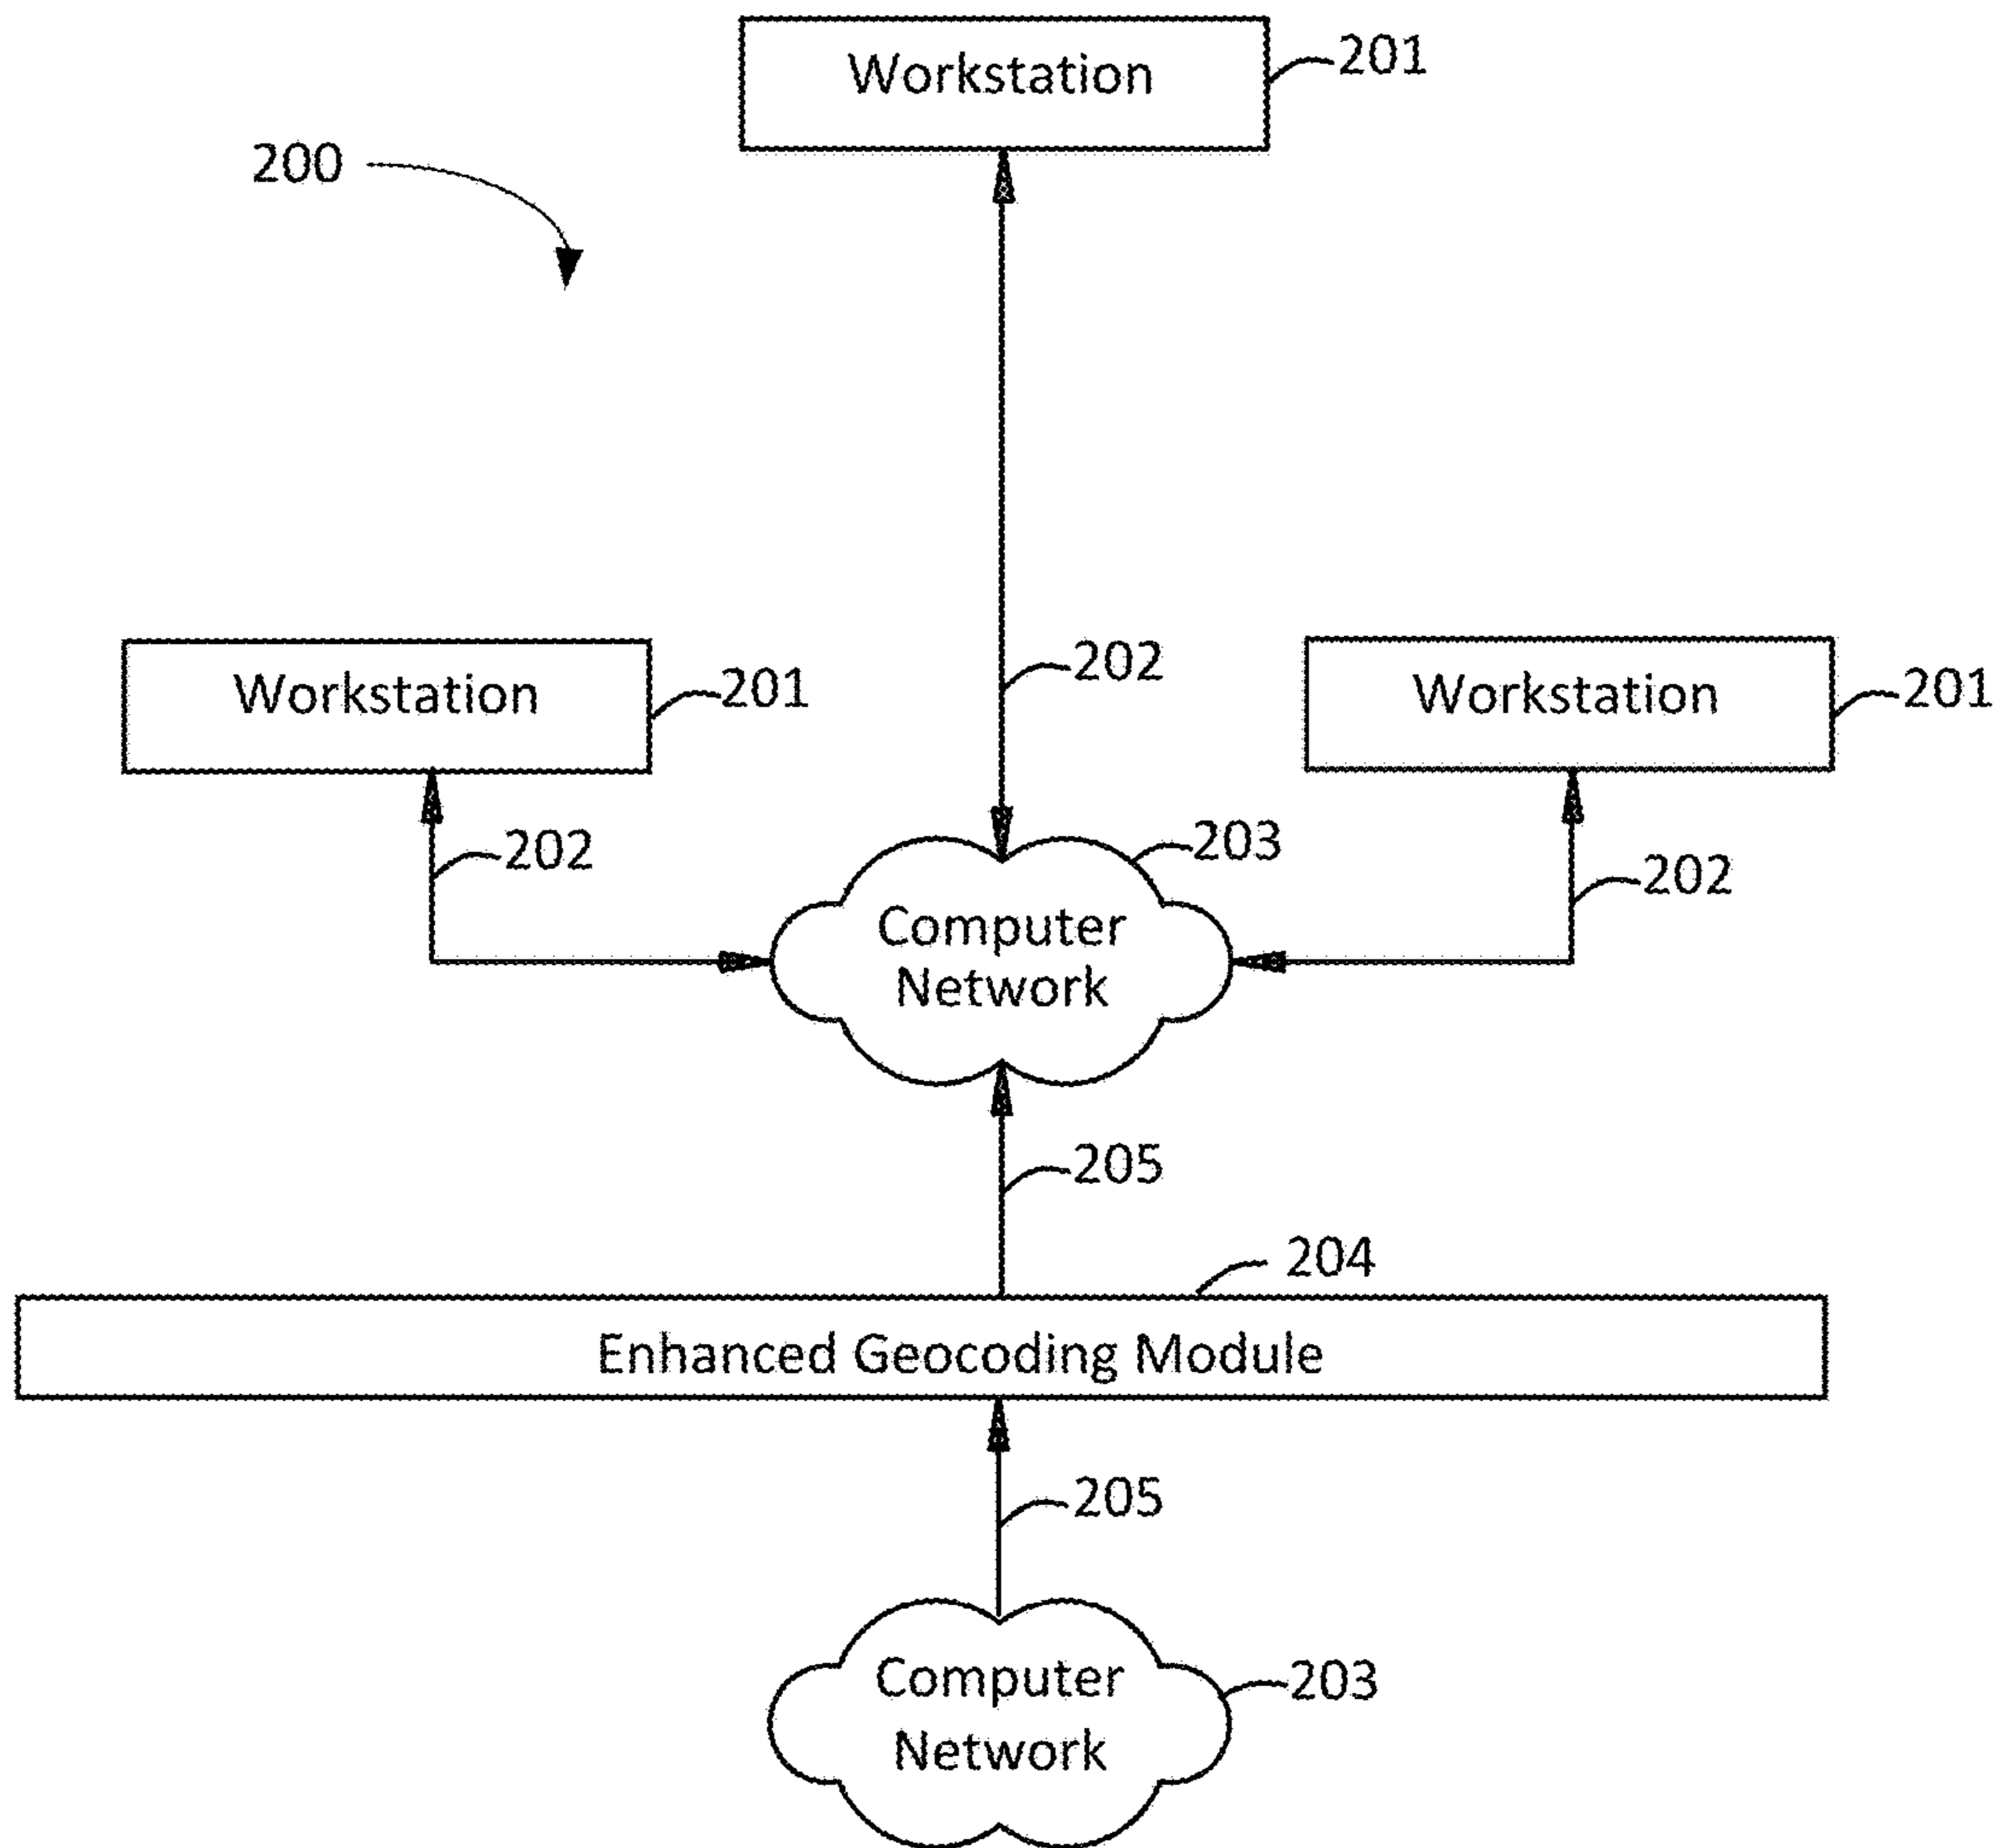 Workstation
201
200
202
Workstation
201
Workstation
201
202
203
202
Computer
Network
205
204
Enhanced Geocoding Module
205
Computer
Network
203